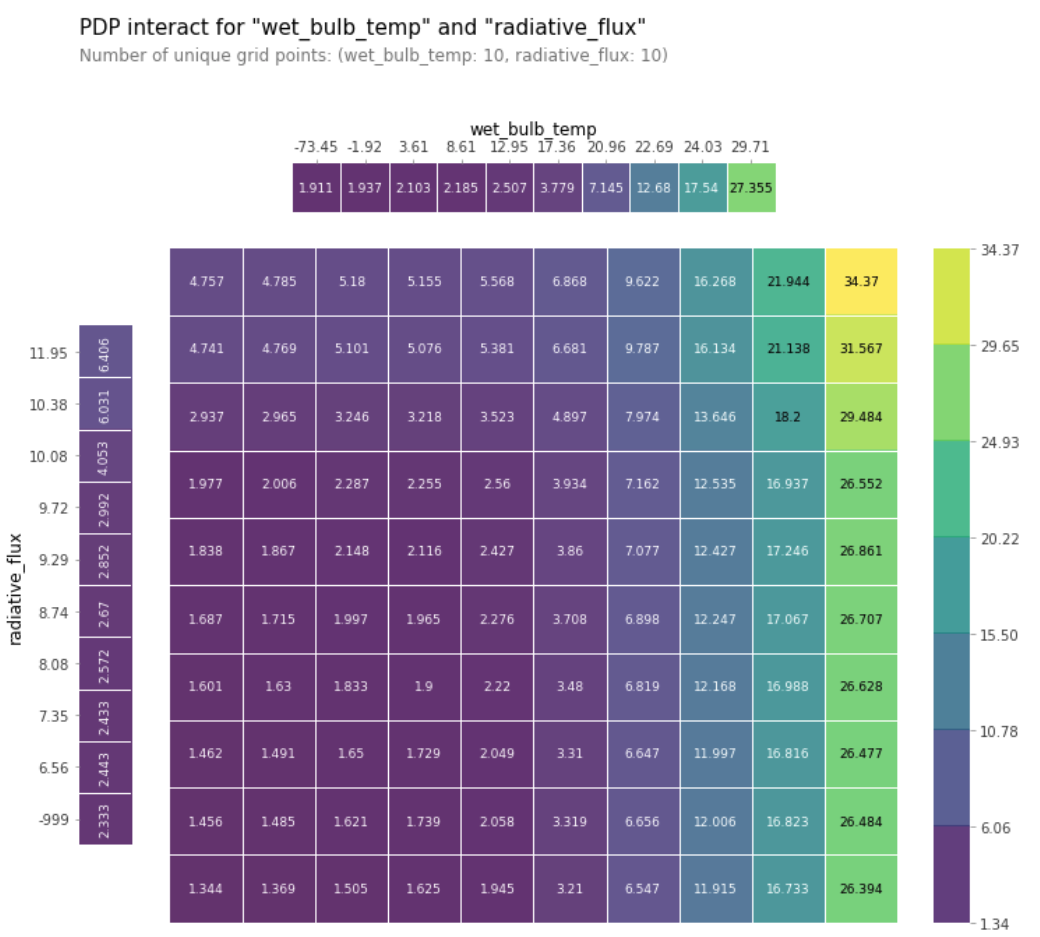 PDP interact for "wet_bulb_temp" and "radiative_flux"
Number of unique grid points: (wet_bulb_temp: 10, radiative_flux: 10)
wet_bulb_temp
-73.45 -1.92 3.61 8.61 12.95 17.36 20.96 22.69 24.03 29.71
1.911 1.937 2.103 2.185 2.507 3.779 7.145 12.68 17.54 27.355
radiative_flux
11.95
10.38
10.08
9.72
9.29
8.74
8.08
7.35
6.56
-999
6.406
6.031
4.053
2.992
2.852
2.67
2.572
2.433
2.443
2.333
4.757 4.785 5.18 5.155 5.568 6.868 9.622 16.268 21.944 34.37
4.741 4.769 5.101 5.076 5.381 6.681 9.787 16.134 21.138 31.567
2.937 2.965 3.246 3.218 3.523 4.897 7.974 13.646 18.2 29.484
1.977 2.006 2.287 2.255 2.56 3.934 7.162 12.535 16.937 26.552
1.838 1.867 2.148 2.116 2.427 3.86 7.077 12.427 17.246 26.861
1.687 1.715 1.997 1.965 2.276 3.708 6.898 12.247 17.067 26.707
1.601 1.63 1.833 1.9 2.22 3.48 6.819 12.168 16.988 26.628
1.462 1.491 1.65 1.729 2.049 3.31 6.647 11.997 16.816 26.477
1.456 1.485 1.621 1.739 2.058 3.319 6.656 12.006 16.823 26.484
1.344 1.369 1.505 1.625 1.945 3.21 6.547 11.915 16.733 26.394
34.37
29.65
24.93
20.22
15.50
10.78
6.06
1.34